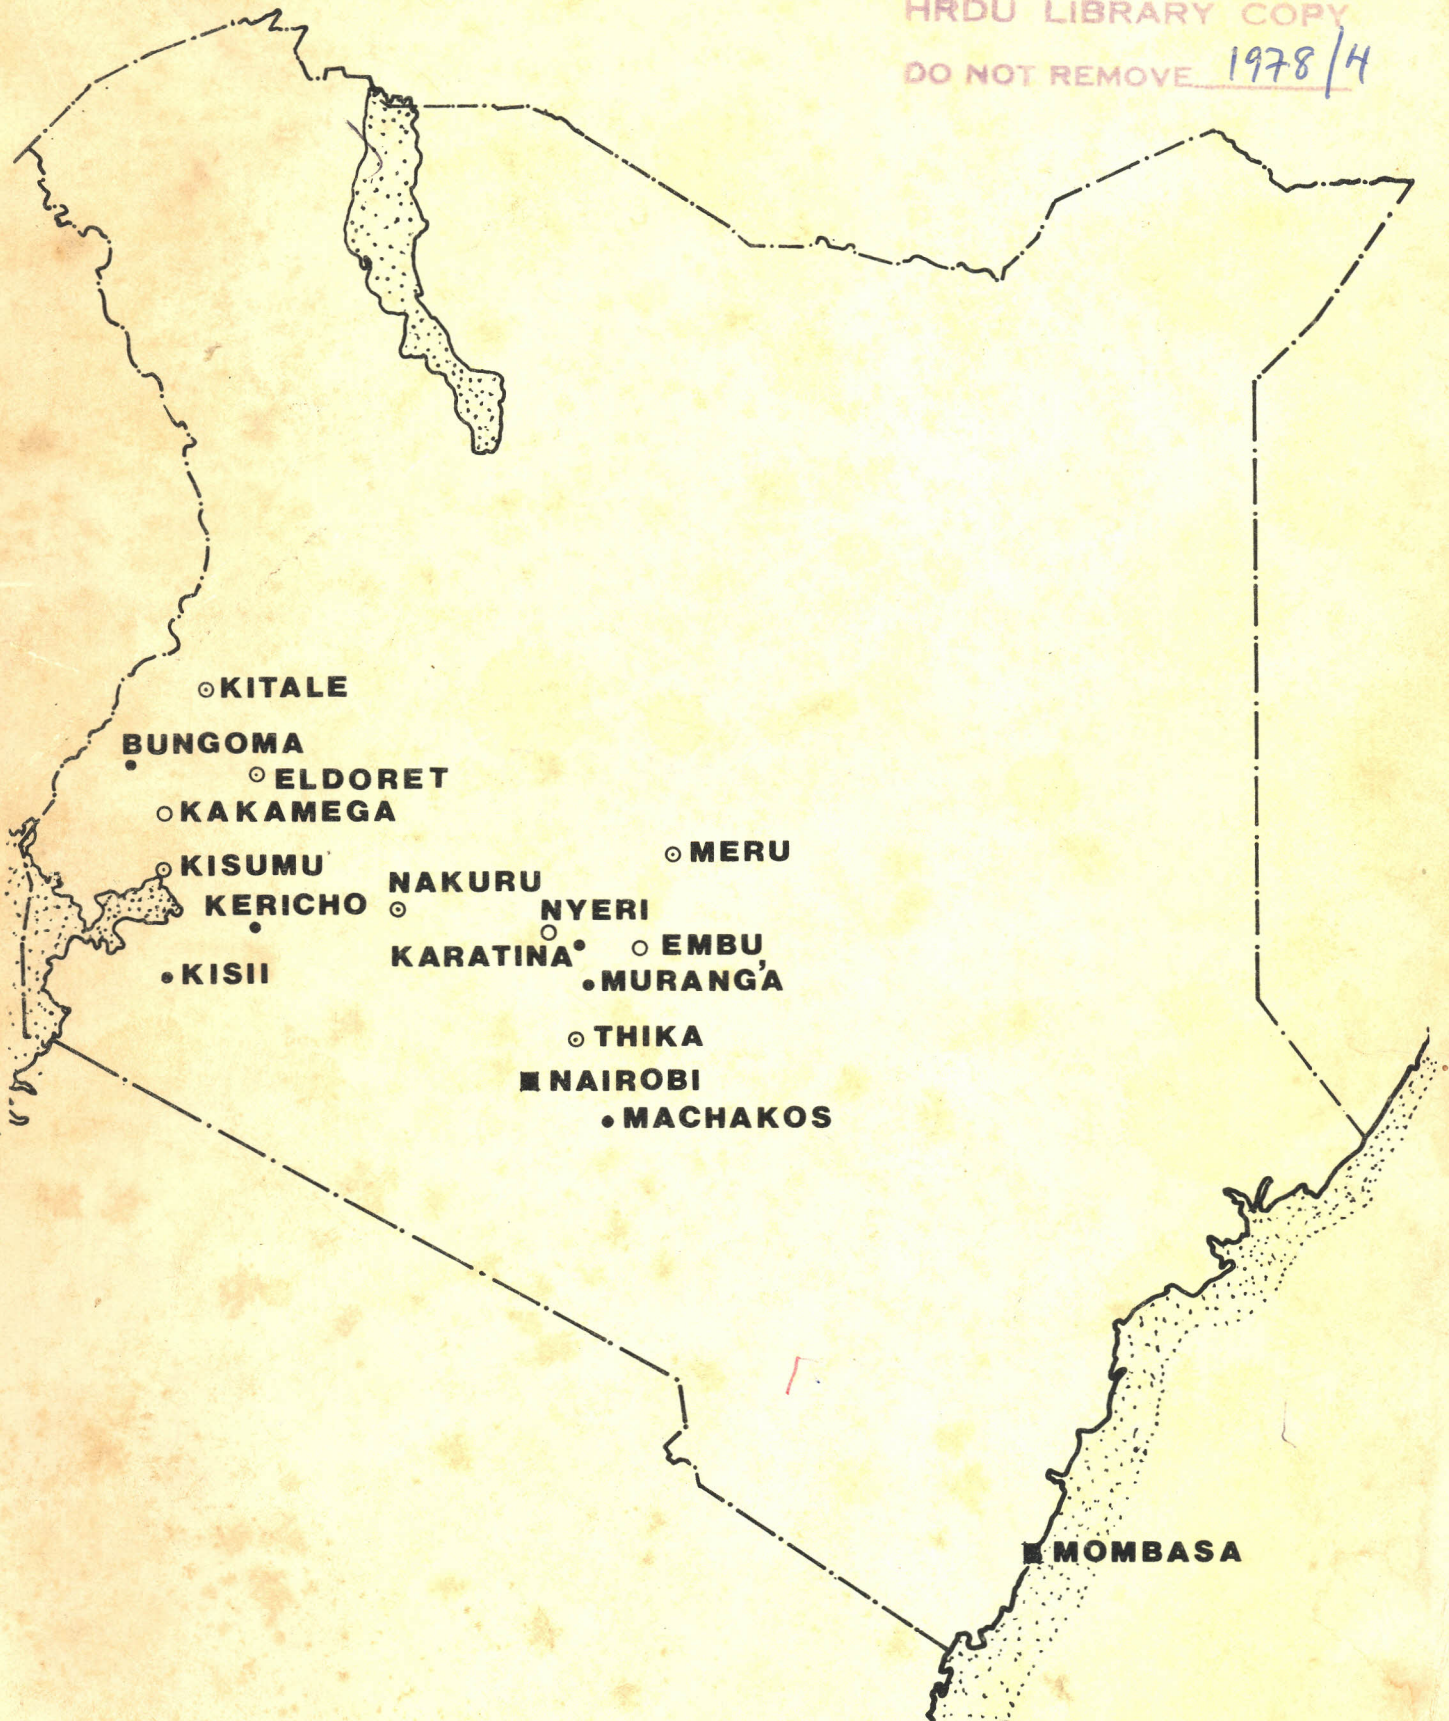 HRDU LIBRARY COPY
DO NOT REMOVE 1978/4
KITALE
BUNGOMA
ELDORET
KAKAMEGA
MERU
KISUMU
NAKURU
KERICHO
NYERI
EMBU
KARATINA
KISII
MURANG'A
THIKA
NAIROBI
MACHAKOS
MOMBASA